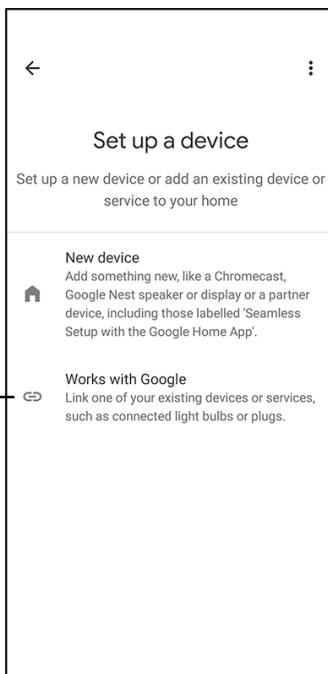 Set up a device
Set up a new device or add an existing device or
service to your home
New device
Add something new, like a Chromecast,
Google Nest speaker or display or a partner
device, including those labelled 'Seamless
Setup with the Google Home App'.
Works with Google
Link one of your existing devices or services,
such as connected light bulbs or plugs.